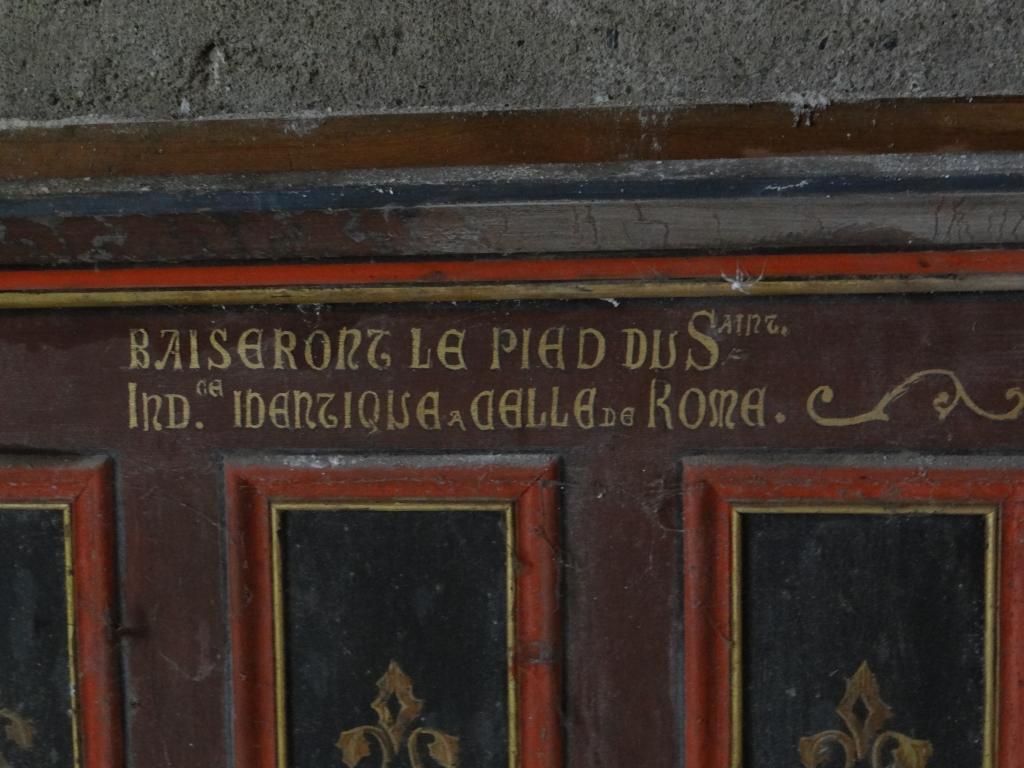 BAISERONT LE PIED DU Saint.
Ind.ce IDENTIQUE A CELLE DE ROME.